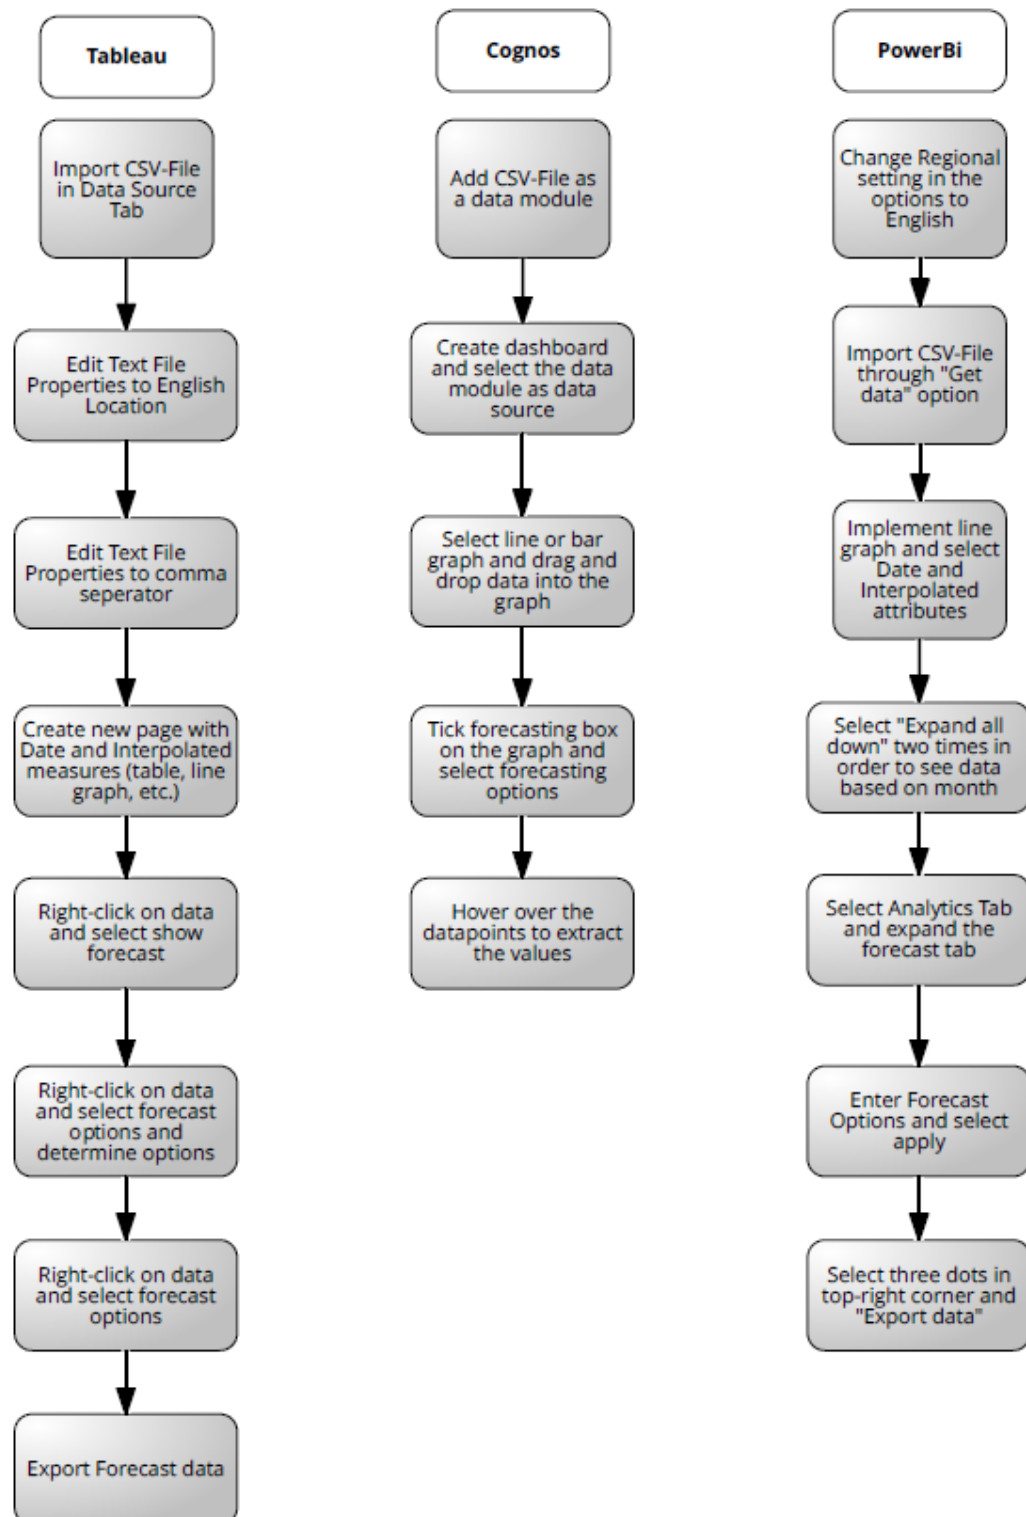 Tableau
Import CSV-File
in Data Source
Tab
Edit Text File
Properties to English
Location
Edit Text File
Properties to comma
seperator
Create new page with
Date and Interpolated
measures (table, line
graph, etc.)
Right-click on data
and select show
forecast
Right-click on data
and select forecast
options and
determine options
Right-click on data
and select forecast
options
Export Forecast data
Cognos
Add CSV-File as
a data module
Create dashboard
and select the data
module as data
source
Select line or bar
graph and drag and
drop data into the
graph
Tick forecasting box
on the graph and
select forecasting
options
Hover over the
datapoints to extract
the values
PowerBi
Change Regional
setting in the
options to
English
Import CSV-File
through "Get
data" option
Implement line
graph and select
Date and
Interpolated
attributes
Select "Expand all
down" two times in
order to see data
based on month
Select Analytics Tab
and expand the
forecast tab
Enter Forecast
Options and select
apply
Select three dots in
top-right corner and
"Export data"